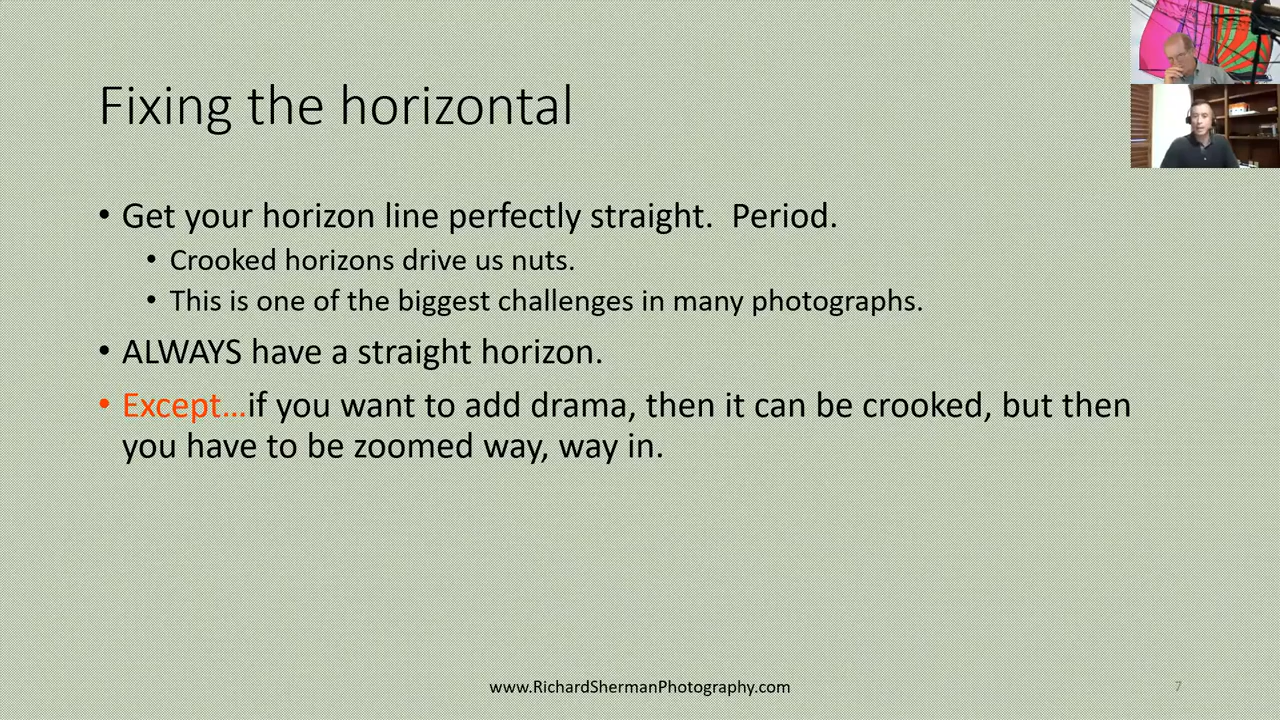 Fixing the horizontal
• Get your horizon line perfectly straight.  Period.
• Crooked horizons drive us nuts.
• This is one of the biggest challenges in many photographs.
• ALWAYS have a straight horizon.
• Except…if you want to add drama, then it can be crooked, but then
you have to be zoomed way, way in.
www.RichardShermanPhotography.com
7